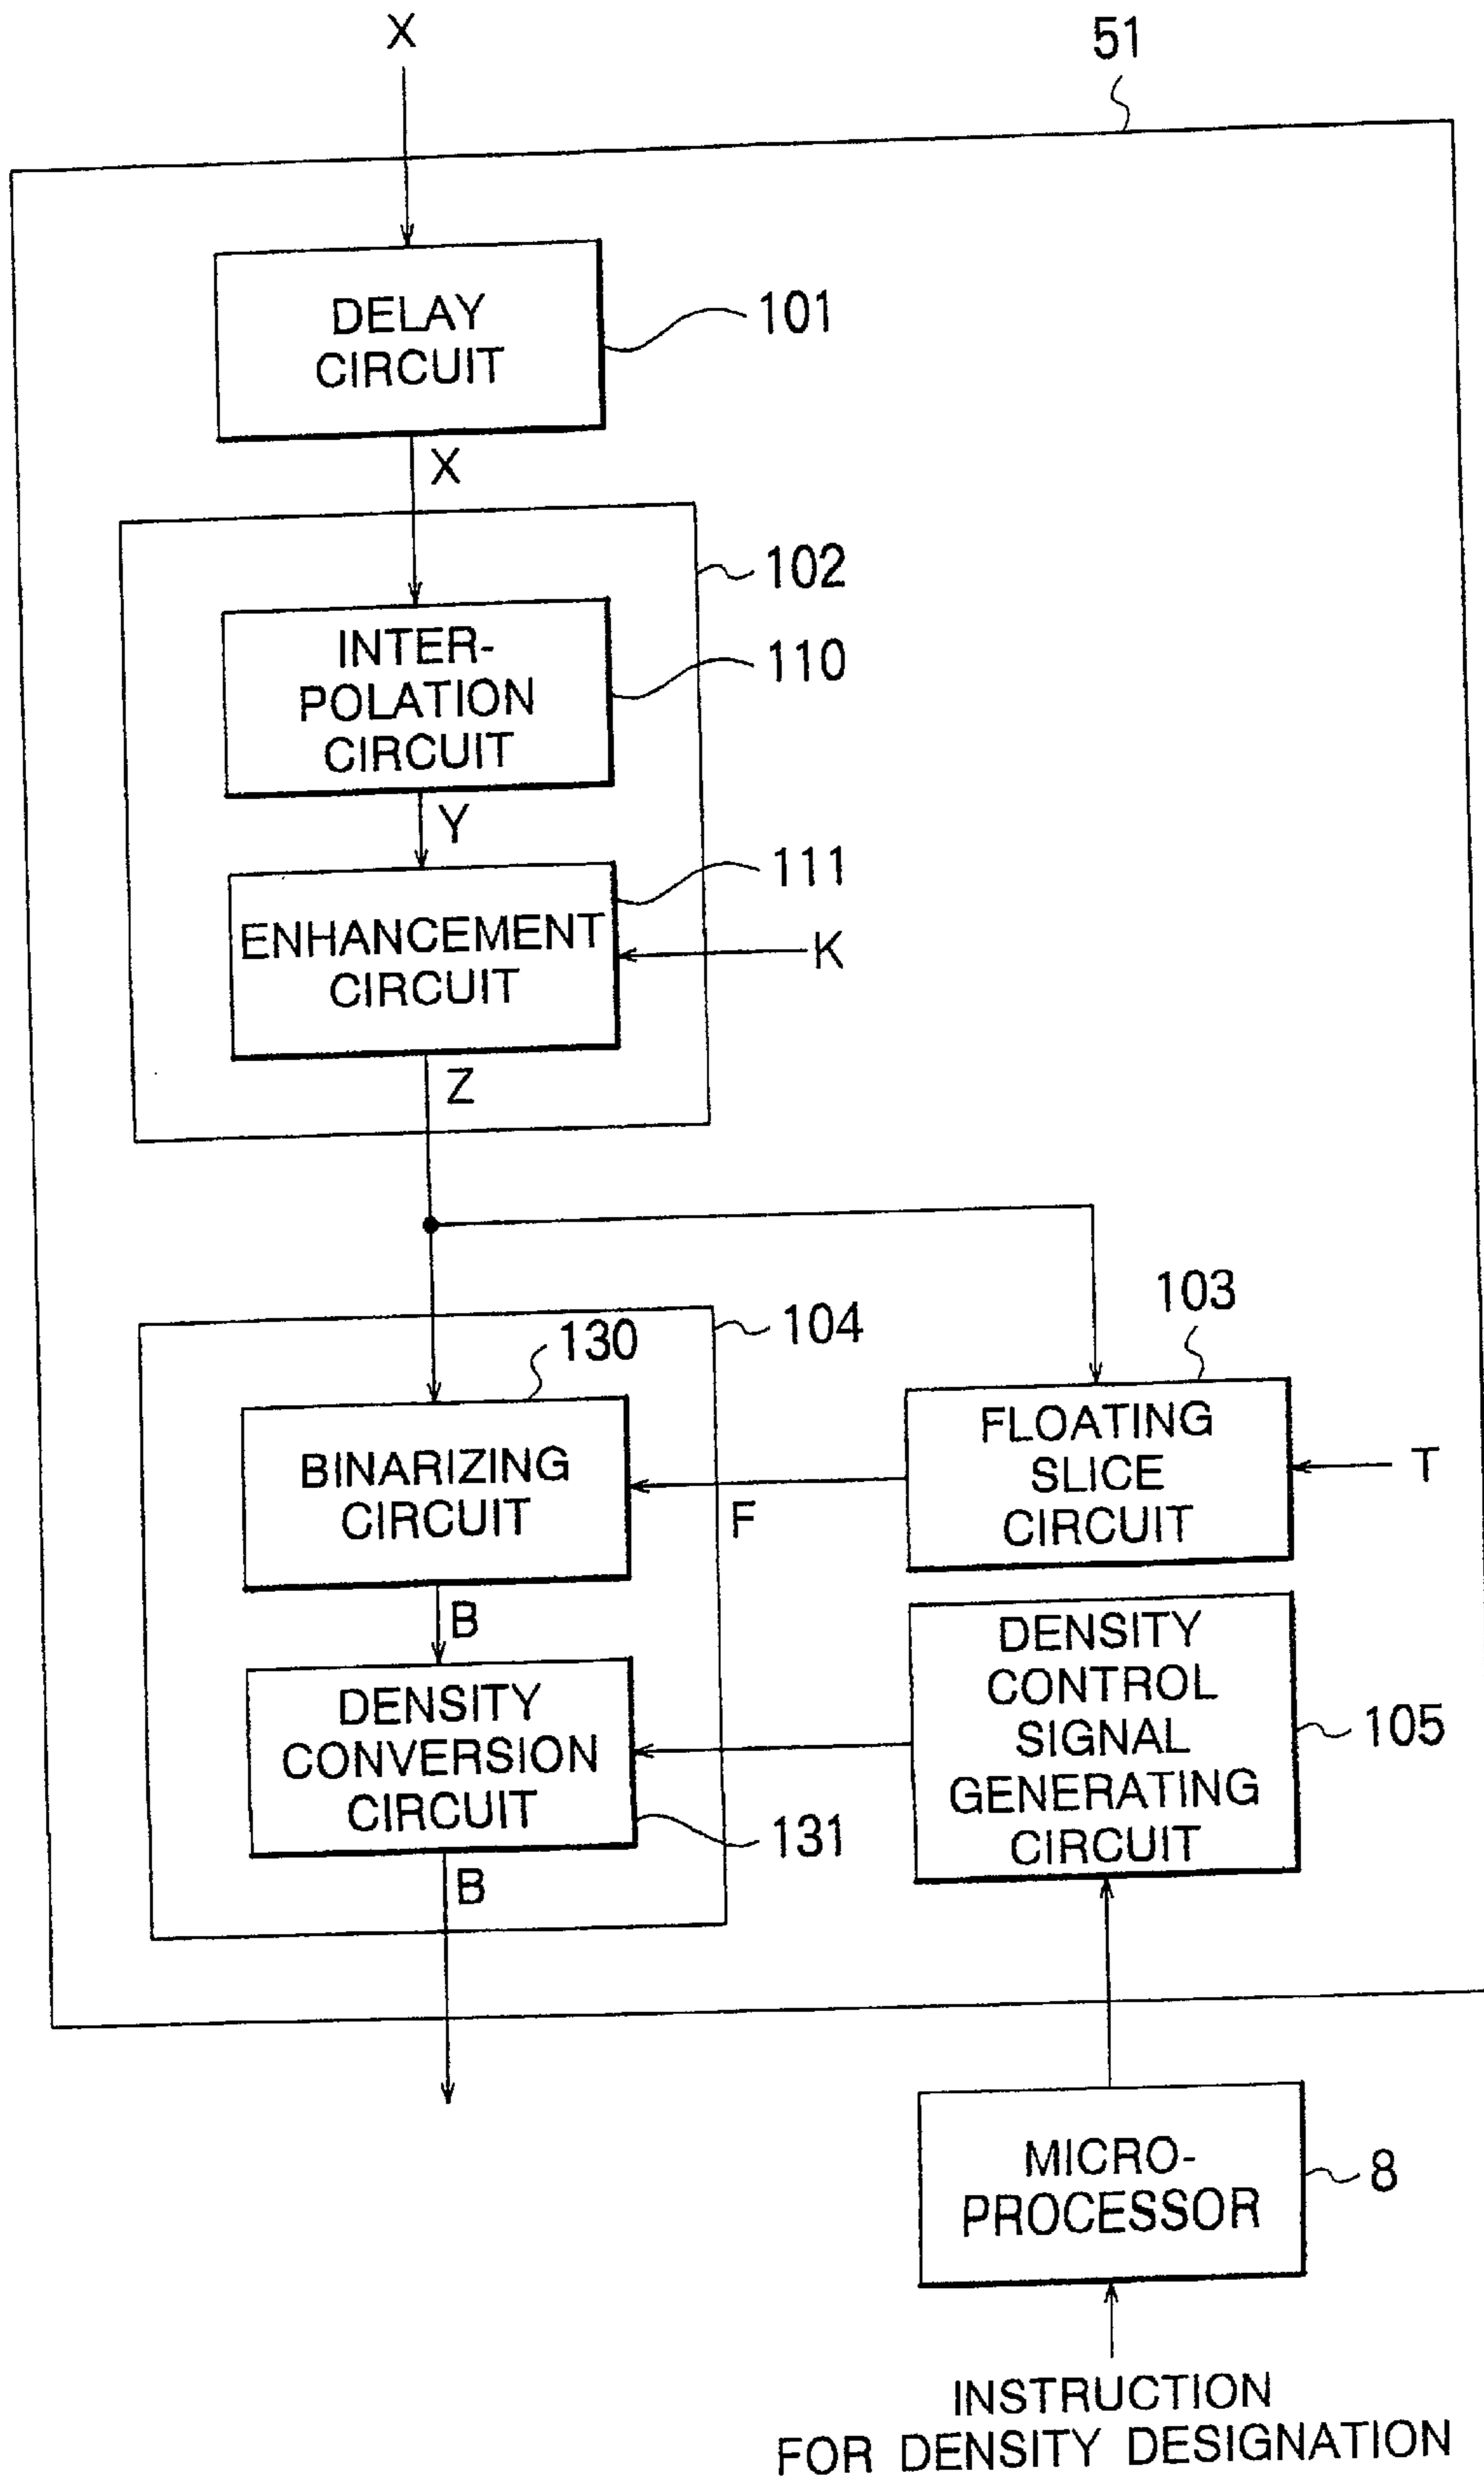 X
51
DELAY
CIRCUIT
101
X
102
INTER-
POLATION
CIRCUIT
110
Y
111
ENHANCEMENT
CIRCUIT
K
Z
104
103
130
BINARIZING
CIRCUIT
F
FLOATING
SLICE
CIRCUIT
T
B
DENSITY
CONVERSION
CIRCUIT
131
DENSITY
CONTROL
SIGNAL
GENERATING
CIRCUIT
105
B
MICRO-
PROCESSOR
8
INSTRUCTION
FOR DENSITY DESIGNATION